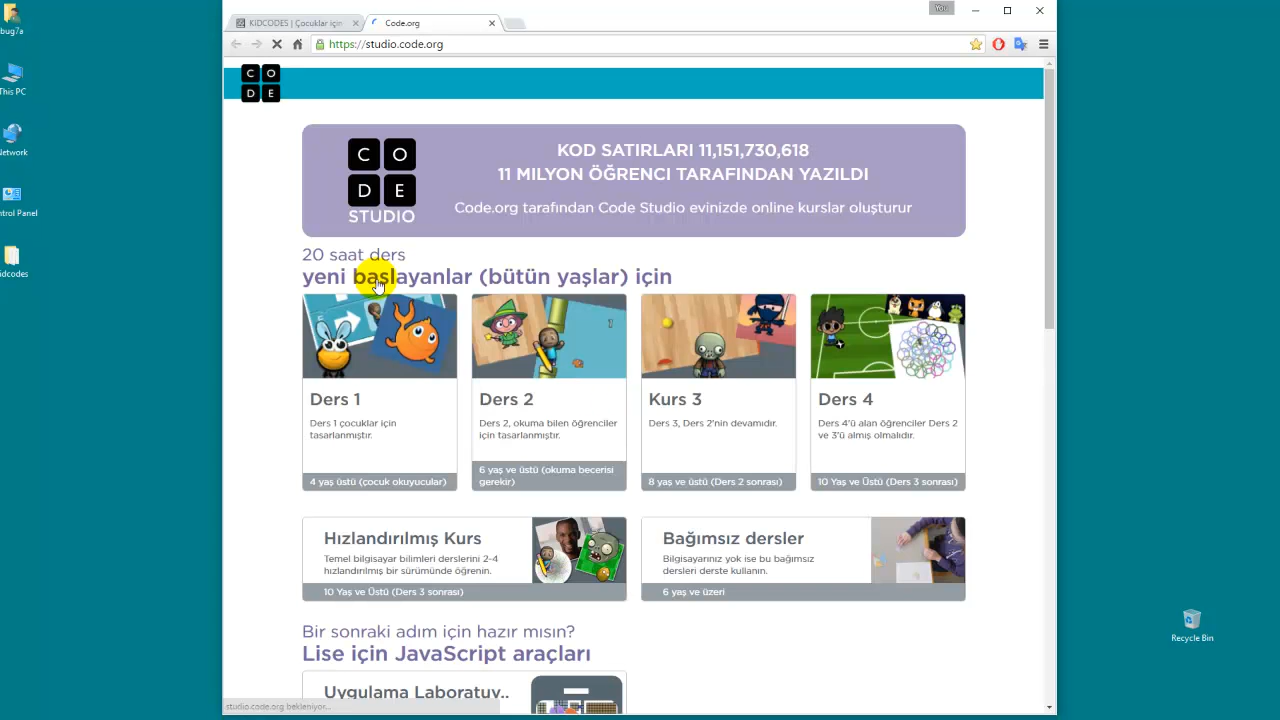 You
KiDCODES | Çocuklar için
Code.org
https://studio.code.org
bug7a
This PC
Network
ntrol Panel
idcodes
Recycle Bin
C O
D E
C O
D E
STUDIO
KOD SATIRLARI 11,151,730,618
11 MILYON ÖĞRENCI TARAFINDAN YAZILDI
Code.org tarafından Code Studio evinizde online kurslar oluşturur
20 saat ders
yeni başlayanlar (bütün yaşlar) için
1
Ders 1
Ders 1 çocuklar için
tasarlanmıştır.
4 yaş üstü (çocuk okuyucular)
Ders 2
Ders 2, okuma bilen öğrenciler
için tasarlanmıştır.
6 yaş ve üstü (okuma becerisi
gerekir)
Kurs 3
Ders 3, Ders 2'nin devamıdır.
8 yaş ve üstü (Ders 2 sonrası)
Ders 4
Ders 4'ü alan öğrenciler Ders 2
ve 3'ü almış olmalıdır.
10 Yaş ve Üstü (Ders 3 sonrası)
Hızlandırılmış Kurs
Temel bilgisayar bilimleri derslerini 2-4
hızlandırılmış bir sürümünde öğrenin.
10 Yaş ve Üstü (Ders 3 sonrası)
Bağımsız dersler
Bilgisayarınız yok ise bu bağımsız
dersleri derste kullanın.
6 yaş ve üzeri
Bir sonraki adım için hazır mısın?
Lise için JavaScript araçları
Uygulama Laboratuv..
studio.code.org bekleniyor...